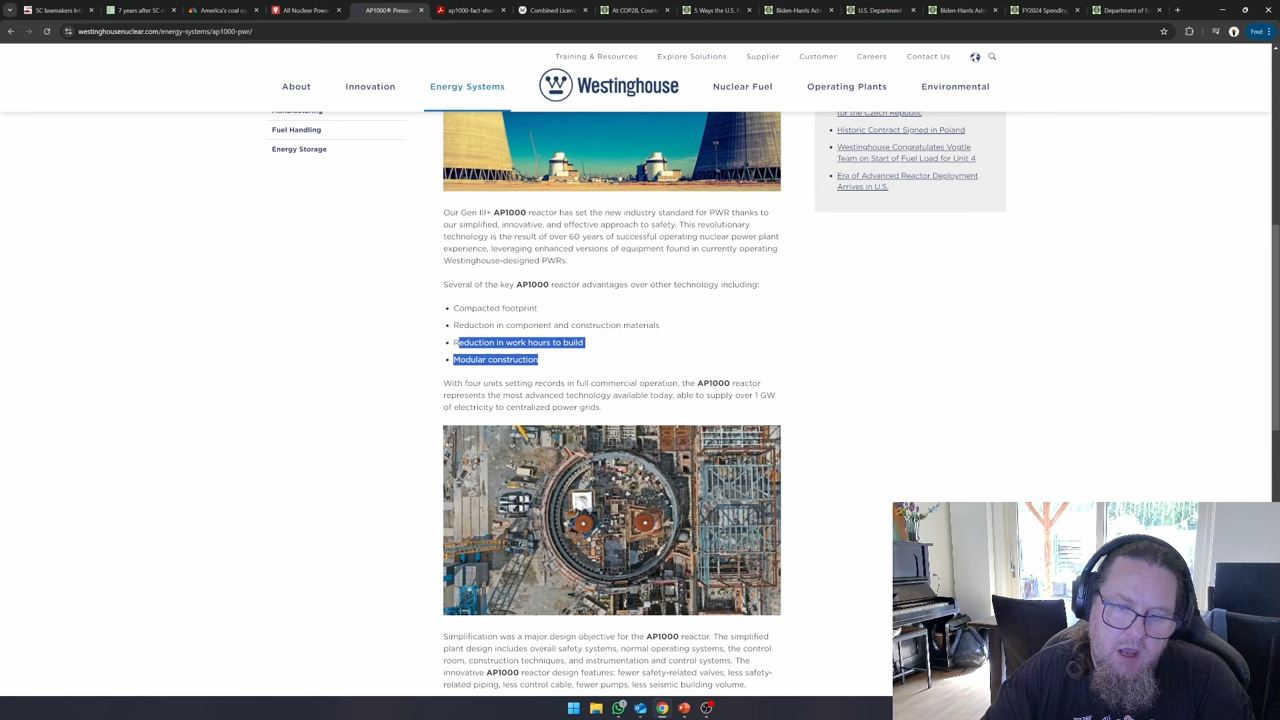 SC lawmakers int
7 years after SC r
America's coal co
All Nuclear Powe
AP1000® Pressu
ap1000-fact-she
Combined Licens
At COP28, Count
5 Ways the U.S. N
Biden-Harris Adm
U.S. Department
Biden-Harris Adm
FY2024 Spending
Department of E
westinghousenuclear.com/energy-systems/ap1000-pwr/
Fout
Training & Resources
Explore Solutions
Supplier
Customer
Careers
Contact Us
About
Innovation
Energy Systems
Westinghouse
Nuclear Fuel
Operating Plants
Environmental
Manufacturing
Fuel Handling
Energy Storage
for the Czech Republic
Historic Contract Signed in Poland
Westinghouse Congratulates Vogtle
Team on Start of Fuel Load for Unit 4
Era of Advanced Reactor Deployment
Arrives in U.S.
Our Gen III+ AP1000 reactor has set the new industry standard for PWR thanks to
our simplified, innovative, and effective approach to safety. This revolutionary
technology is the result of over 60 years of successful operating nuclear power plant
experience, leveraging enhanced versions of equipment found in currently operating
Westinghouse-designed PWRs.
Several of the key AP1000 reactor advantages over other technology including:
• Compacted footprint
• Reduction in component and construction materials
• Reduction in work hours to build
• Modular construction
With four units setting records in full commercial operation, the AP1000 reactor
represents the most advanced technology available today, able to supply over 1 GW
of electricity to centralized power grids.
Simplification was a major design objective for the AP1000 reactor. The simplified
plant design includes overall safety systems, normal operating systems, the control
room, construction techniques, and instrumentation and control systems. The
innovative AP1000 reactor design features: fewer safety-related valves, less safety-
related piping, less control cable, fewer pumps, less seismic building volume.